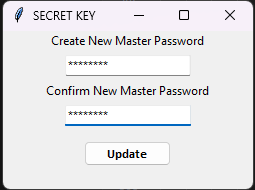 SECRET KEY
Create New Master Password
********
Confirm New Master Password
********
Update